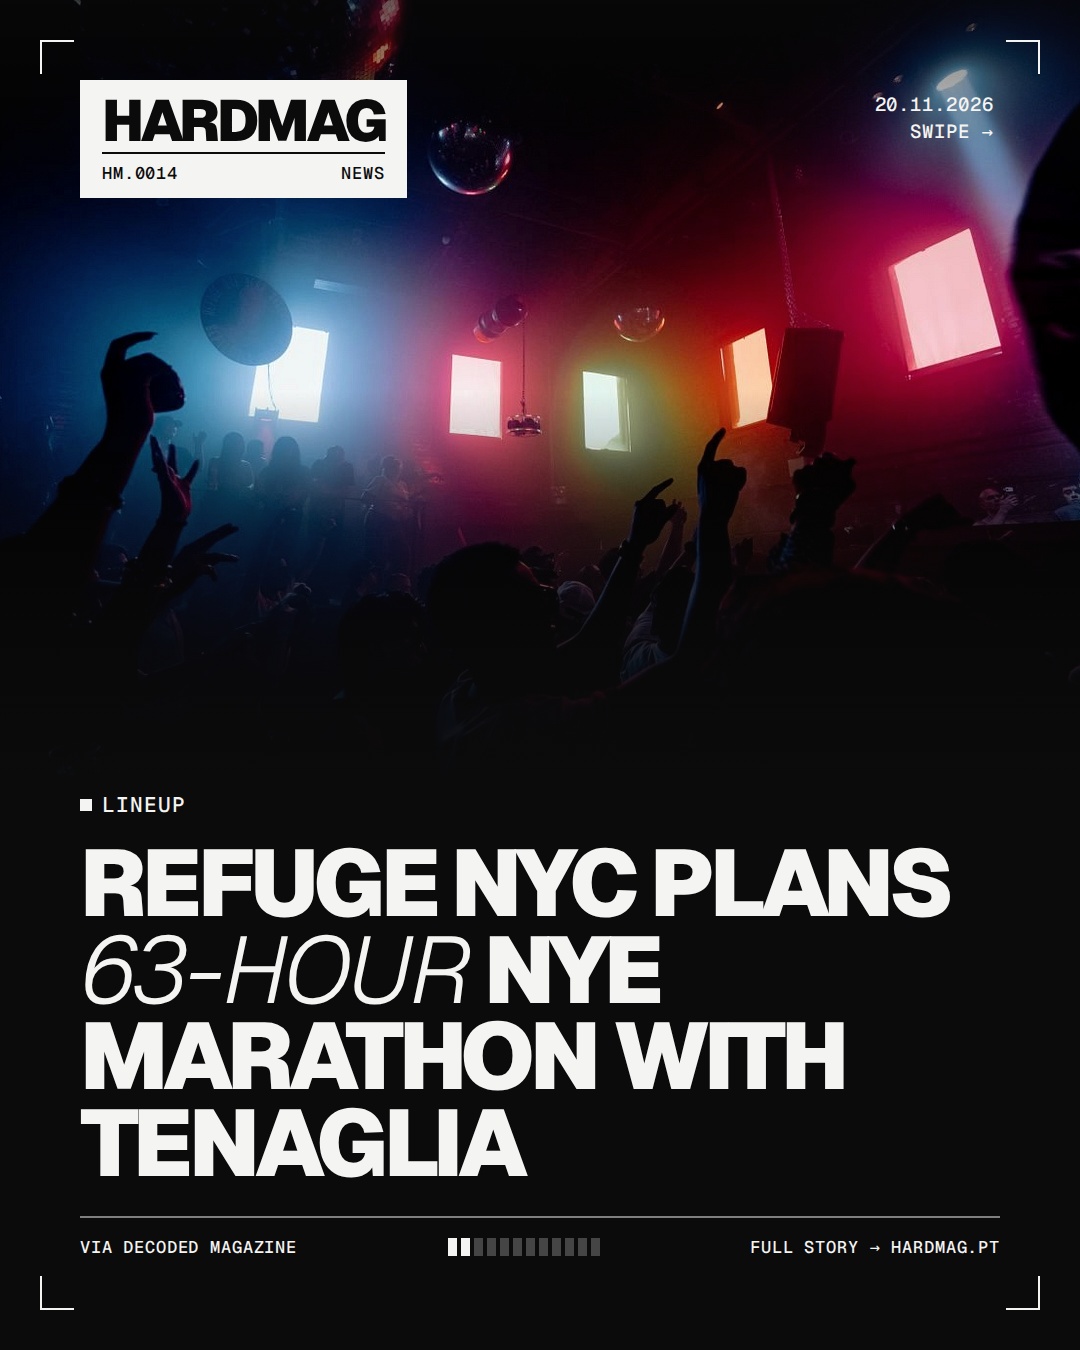 HARDMAG
HM.0014 NEWS
20.11.2026
SWIPE →
LINEUP
REFUGE NYC PLANS
63-HOUR NYE
MARATHON WITH
TENAGLIA
VIA DECODED MAGAZINE
FULL STORY → HARDMAG.PT